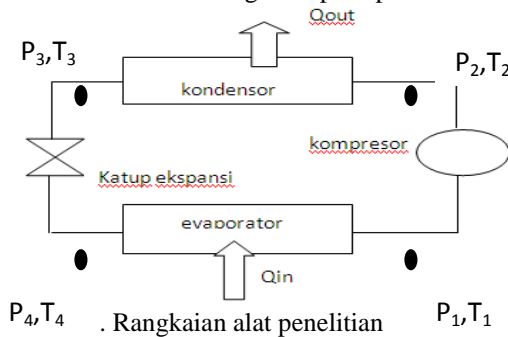 Qout
P3,T3
P2,T2
kondensor
kompresor
Katup ekspansi
evaporator
Qin
P4,T4
. Rangkaian alat penelitian
P1,T1